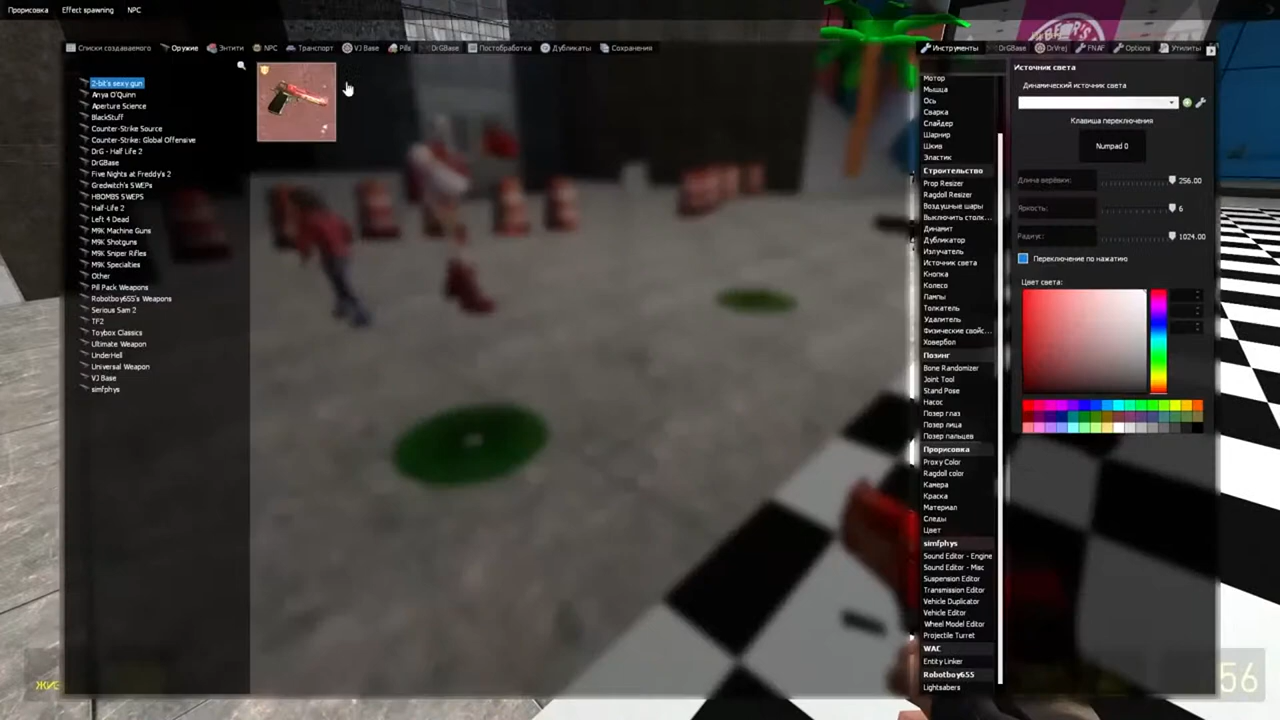 Прорисовка Effect spawning NPC
Списки создаваемого Оружие Энтити NPC Транспорт VJ Base Pills DrGBase Постобработка Дубликаты Сохранения
2-bit's sexy gun
Anya O'Quinn
Aperture Science
BlackStuff
Counter-Strike Source
Counter-Strike: Global Offensive
DrG - Half Life 2
DrGBase
Five Nights at Freddy's 2
Gredwitch's SWEPs
HBOMBS SWEPS
Half-Life 2
Left 4 Dead
M9K Machine Guns
M9K Shotguns
M9K Sniper Rifles
M9K Specialties
Other
Pill Pack Weapons
Robotboy655's Weapons
Serious Sam 2
TF2
Toybox Classics
Ultimate Weapon
UnderHell
Universal Weapon
VJ Base
simfphys
Инструменты DrGBase DrVrej FNAF Options Утилиты
Мотор
Мышца
Ось
Сварка
Слайдер
Шарнир
Шкив
Эластик
Строительство
Prop Resizer
Ragdoll Resizer
Воздушные шары
Выключить столк...
Динамит
Дубликатор
Излучатель
Источник света
Кнопка
Колесо
Лампы
Толкатель
Удалитель
Физические свойс...
Ховербол
Позинг
Bone Randomizer
Joint Tool
Stand Pose
Насос
Позер глаз
Позер лица
Позер пальцев
Прорисовка
Proxy Color
Ragdoll color
Камера
Краска
Материал
Следы
Цвет
simfphys
Sound Editor - Engine
Sound Editor - Misc
Suspension Editor
Transmission Editor
Vehicle Duplicator
Vehicle Editor
Wheel Model Editor
Projectile Turret
WAC
Entity Linker
Robotboy655
Lightsabers
Источник света
Динамический источник света
Клавиша переключения
Numpad 0
Длина верёвки: 256.00
Яркость: 6
Радиус: 1024.00
Переключение по нажатию
Цвет света:
56